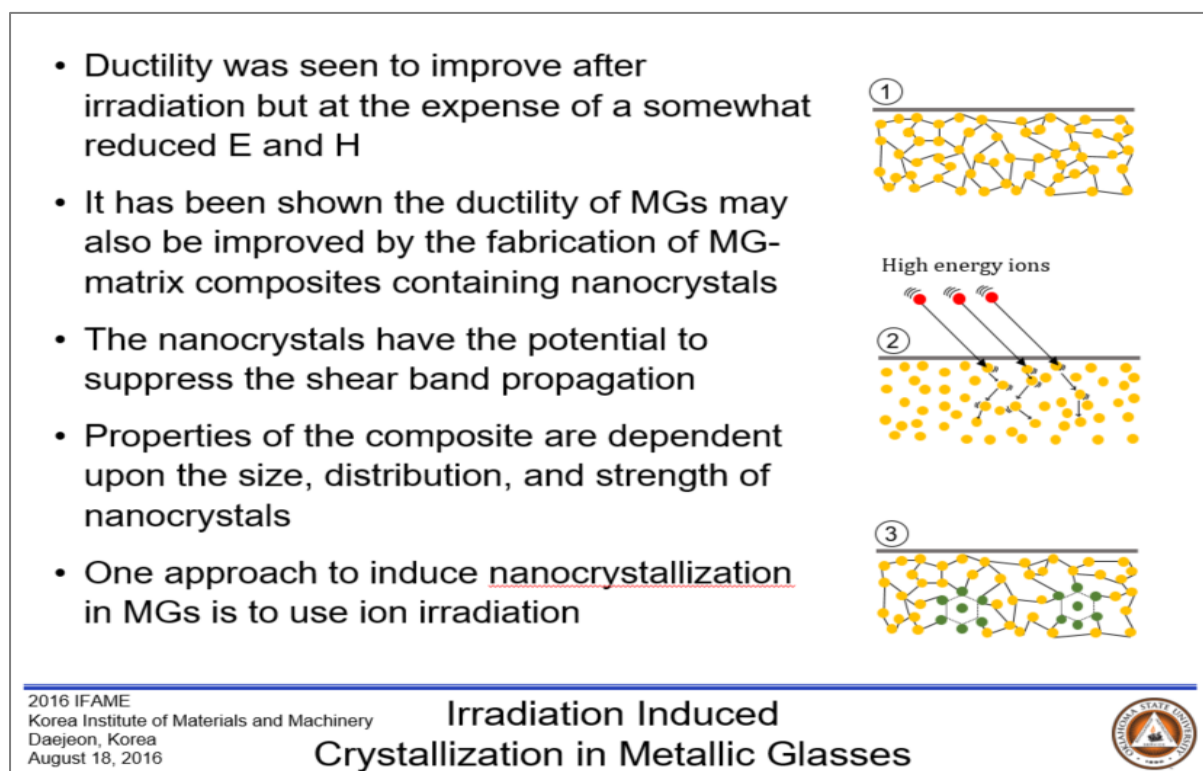 • Ductility was seen to improve after
irradiation but at the expense of a somewhat
reduced E and H
• It has been shown the ductility of MGs may
also be improved by the fabrication of MG-
matrix composites containing nanocrystals
• The nanocrystals have the potential to
suppress the shear band propagation
• Properties of the composite are dependent
upon the size, distribution, and strength of
nanocrystals
• One approach to induce nanocrystallization
in MGs is to use ion irradiation
1
High energy ions
2
3
2016 IFAME
Korea Institute of Materials and Machinery
Daejeon, Korea
August 18, 2016
Irradiation Induced
Crystallization in Metallic Glasses
OKLAHOMA STATE UNIVERSITY
1890